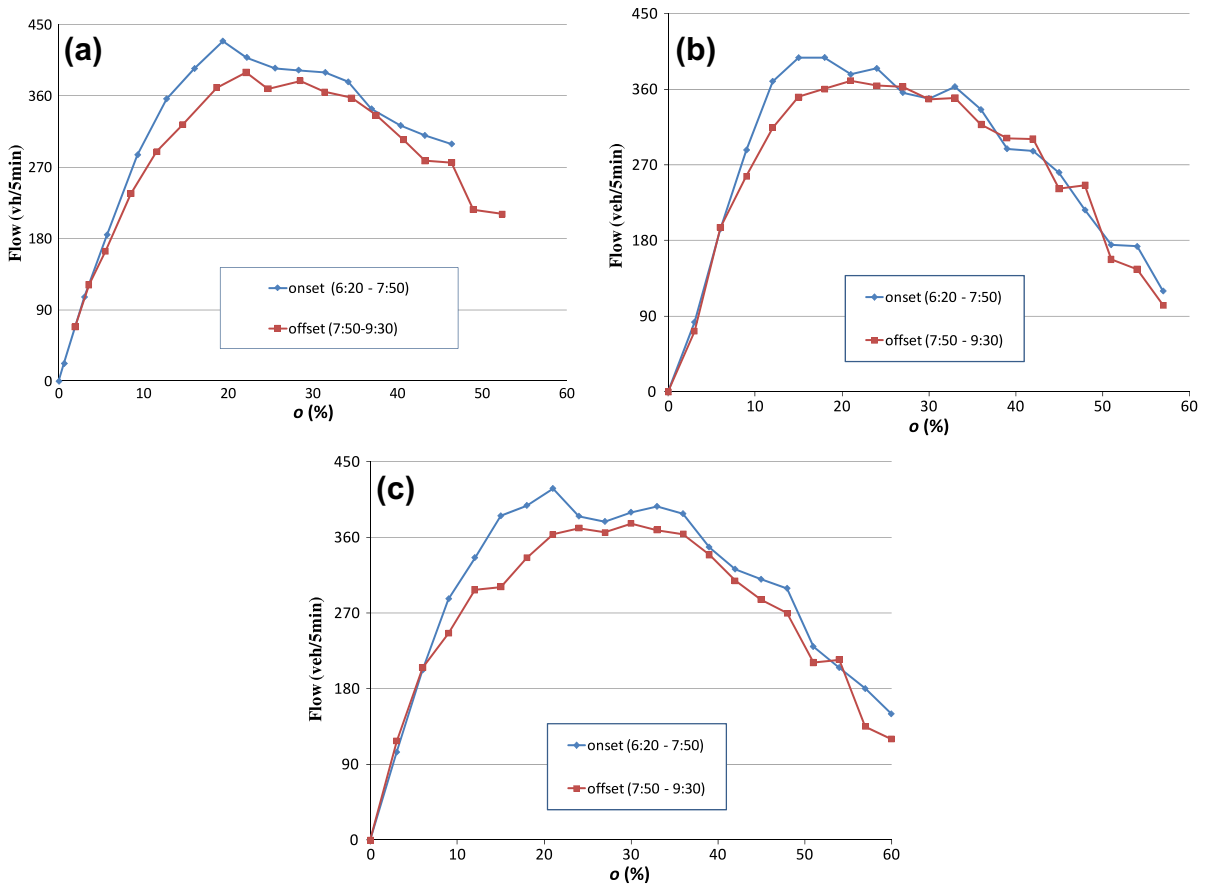 (a)
450
360
270
180
90
0
Flow (vh/5min)
onset (6:20 - 7:50)
offset (7:50-9:30)
0 10 20 30 40 50 60
o (%)
(b)
450
360
270
180
90
0
Flow (veh/5min)
onset (6:20 - 7:50)
offset (7:50 - 9:30)
0 10 20 30 40 50 60
o (%)
(c)
450
360
270
180
90
0
Flow (veh/5min)
onset (6:20 - 7:50)
offset (7:50 - 9:30)
0 10 20 30 40 50 60
o (%)